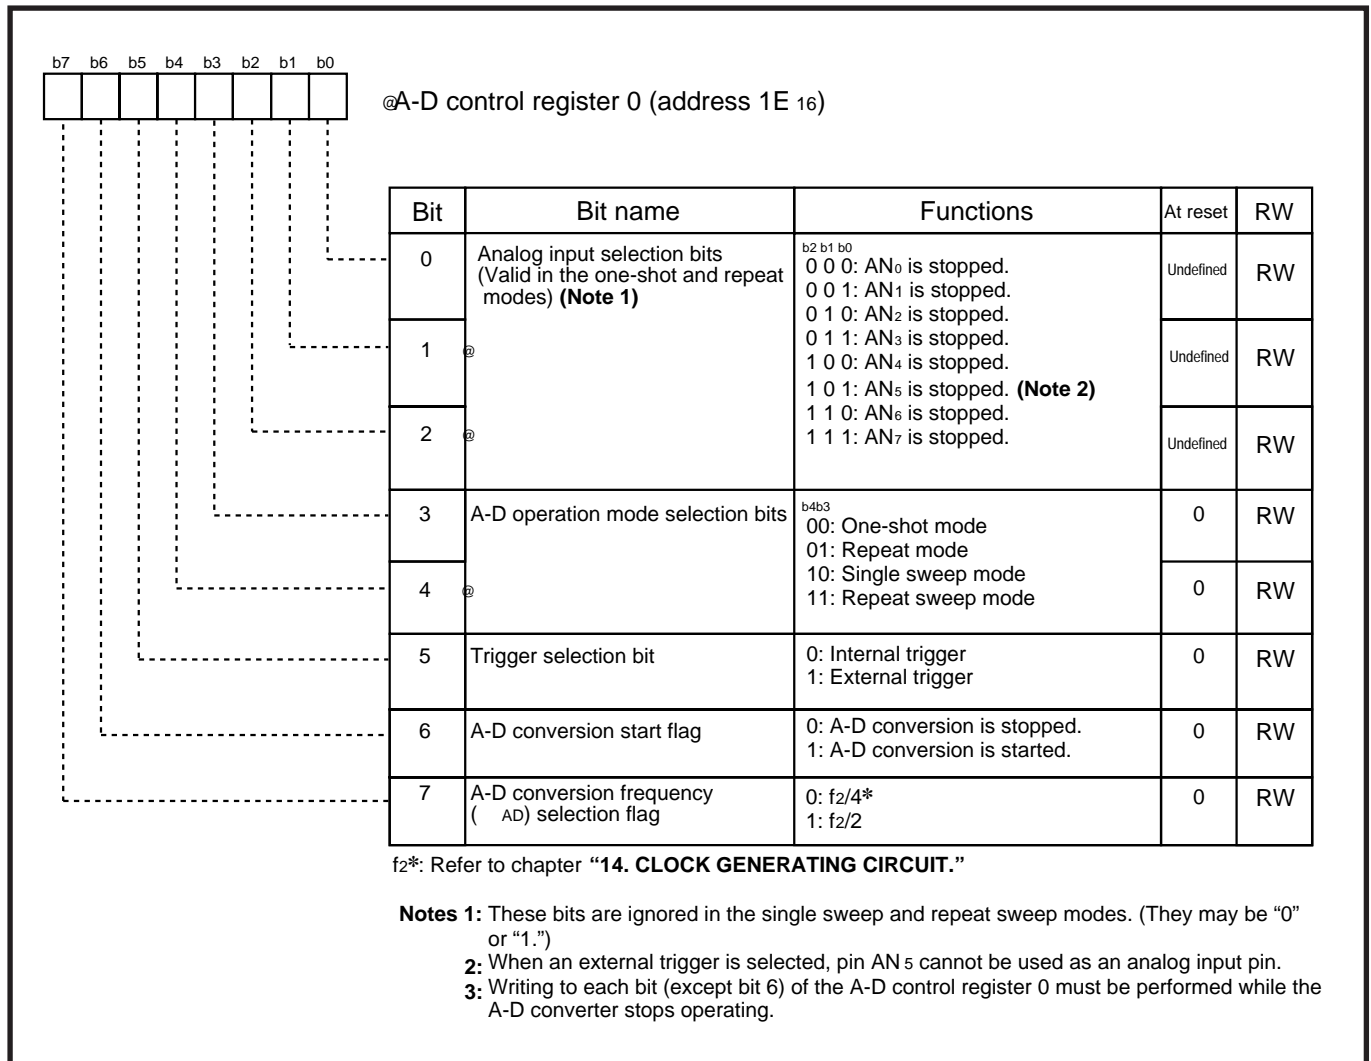 b7 b6 b5 b4 b3 b2 b1 b0
@A-D control register 0 (address 1E 16)
Bit Bit name Functions At reset RW
0 Analog input selection bits
(Valid in the one-shot and repeat
modes) (Note 1)
b2 b1 b0
0 0 0: AN0 is stopped.
0 0 1: AN1 is stopped.
0 1 0: AN2 is stopped.
0 1 1: AN3 is stopped.
1 0 0: AN4 is stopped.
1 0 1: AN5 is stopped. (Note 2)
1 1 0: AN6 is stopped.
1 1 1: AN7 is stopped.
Undefined RW
1 @ Undefined RW
2 @ Undefined RW
3 A-D operation mode selection bits
b4b3
00: One-shot mode
01: Repeat mode
10: Single sweep mode
11: Repeat sweep mode
0 RW
4 @ 0 RW
5 Trigger selection bit
0: Internal trigger
1: External trigger
0 RW
6 A-D conversion start flag
0: A-D conversion is stopped.
1: A-D conversion is started.
0 RW
7 A-D conversion frequency
( AD) selection flag
0: f2/4*
1: f2/2
0 RW
f2*: Refer to chapter “14. CLOCK GENERATING CIRCUIT.”
Notes 1: These bits are ignored in the single sweep and repeat sweep modes. (They may be “0”
or “1.”)
2: When an external trigger is selected, pin AN 5 cannot be used as an analog input pin.
3: Writing to each bit (except bit 6) of the A-D control register 0 must be performed while the
A-D converter stops operating.